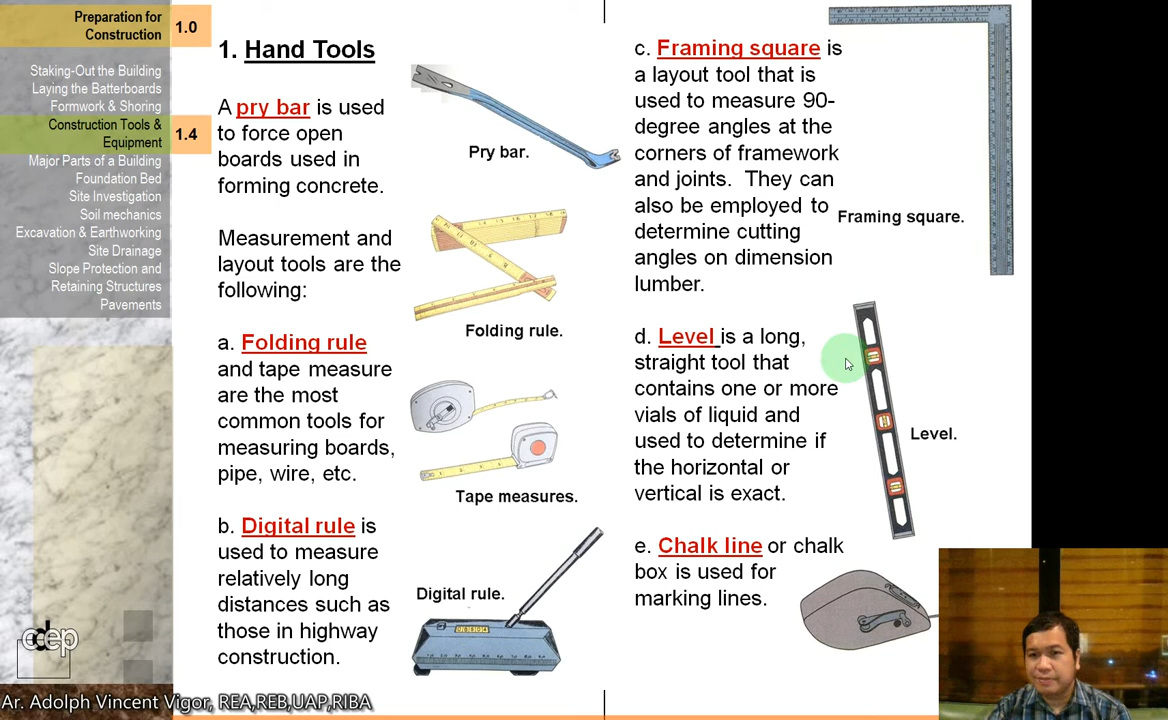 Preparation for
Construction
1.0
Staking-Out the Building
Laying the Batterboards
Formwork & Shoring
Construction Tools &
Equipment
1.4
Major Parts of a Building
Foundation Bed
Site Investigation
Soil mechanics
Excavation & Earthworking
Site Drainage
Slope Protection and
Retaining Structures
Pavements
1. Hand Tools
A pry bar is used
to force open
boards used in
forming concrete.
Measurement and
layout tools are the
following:
a. Folding rule
and tape measure
are the most
common tools for
measuring boards,
pipe, wire, etc.
b. Digital rule is
used to measure
relatively long
distances such as
those in highway
construction.
Pry bar.
Folding rule.
Tape measures.
Digital rule.
c. Framing square is
a layout tool that is
used to measure 90-
degree angles at the
corners of framework
and joints. They can
also be employed to
determine cutting
angles on dimension
lumber.
Framing square.
d. Level is a long,
straight tool that
contains one or more
vials of liquid and
used to determine if
the horizontal or
vertical is exact.
Level.
e. Chalk line or chalk
box is used for
marking lines.
Ar. Adolph Vincent Vigor, REA,REB,UAP,RIBA